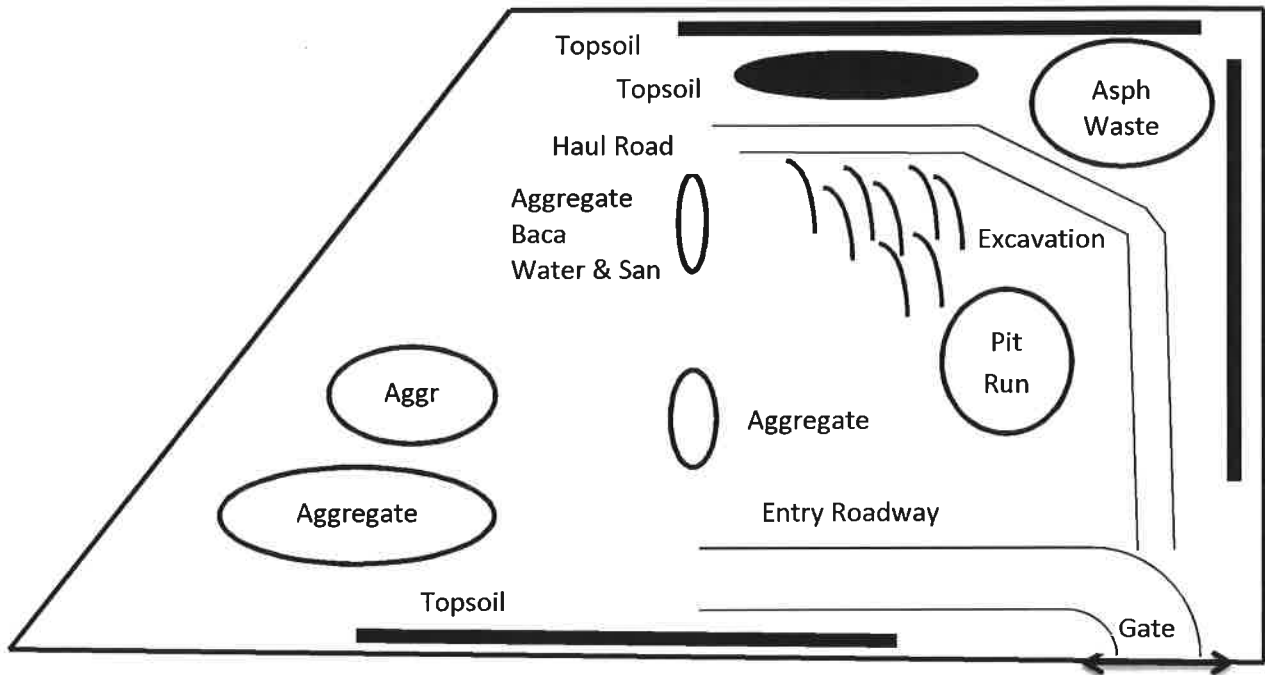 Topsoil
Topsoil
Asph
Waste
Haul Road
Aggregate
Baca
Water & San
Excavation
Pit
Run
Aggr
Aggregate
Aggregate
Entry Roadway
Topsoil
Gate